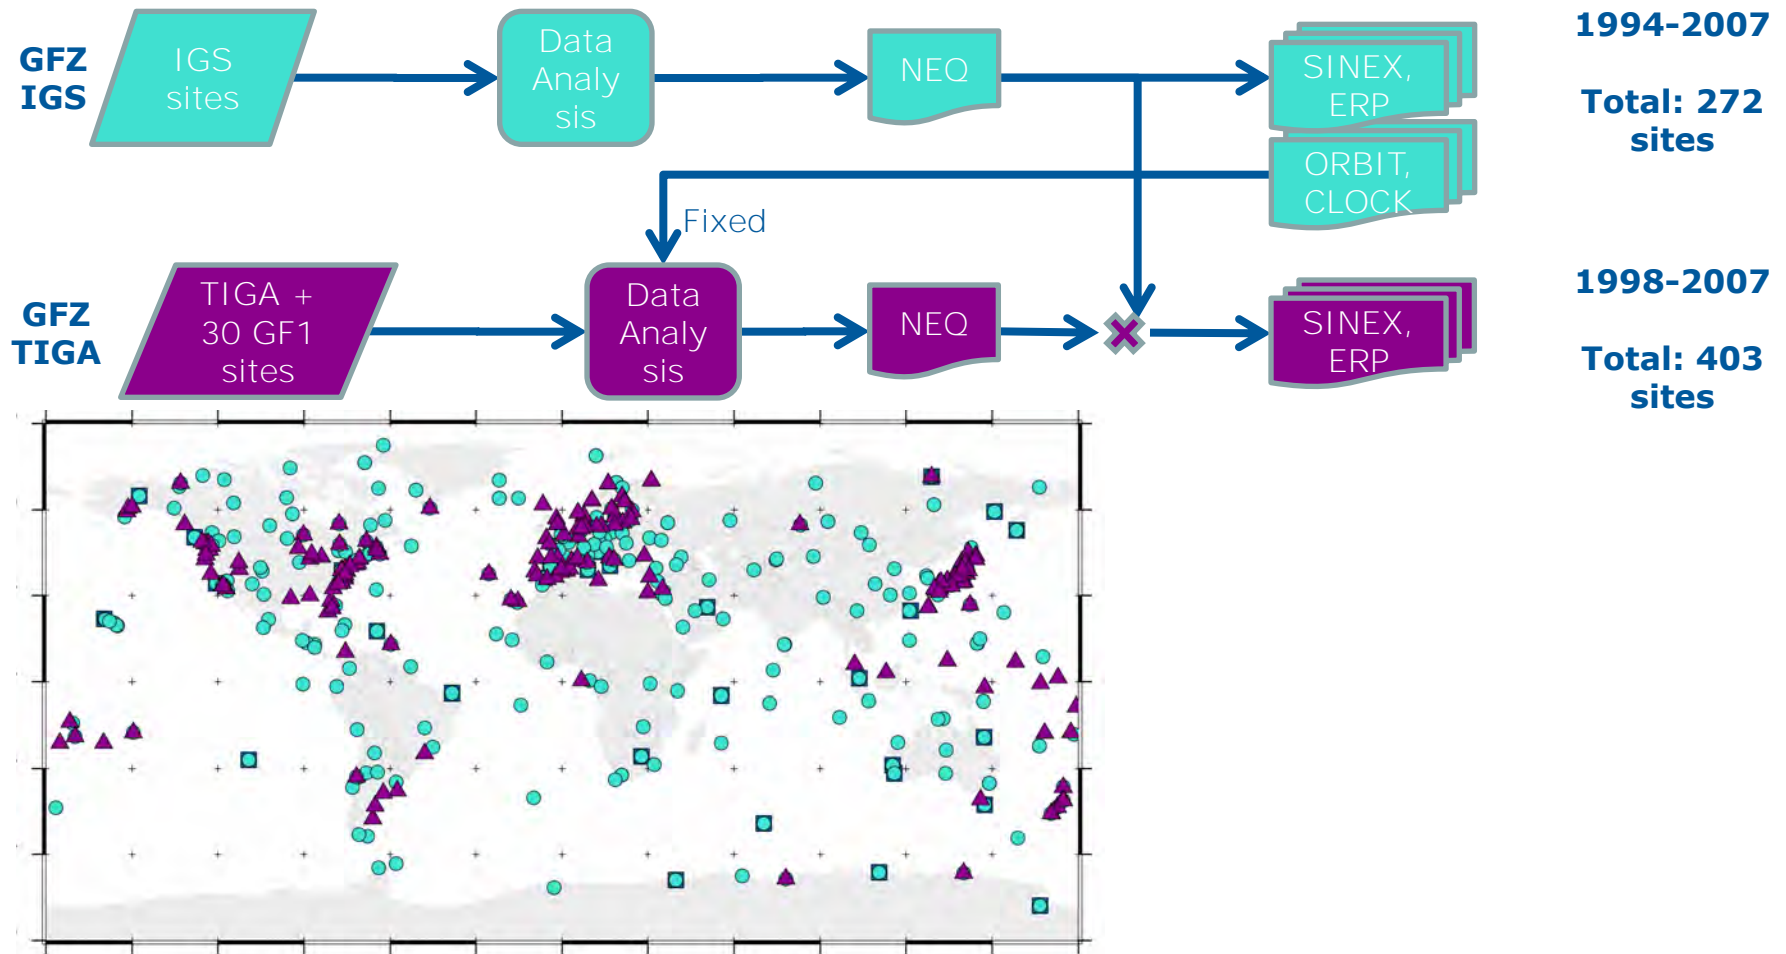 GFZ
IGS
IGS
sites
Data
Analy
sis
NEQ
SINEX,
ERP
ORBIT,
CLOCK
1994-2007
Total: 272
sites
Fixed
GFZ
TIGA
TIGA +
30 GF1
sites
Data
Analy
sis
NEQ
SINEX,
ERP
1998-2007
Total: 403
sites